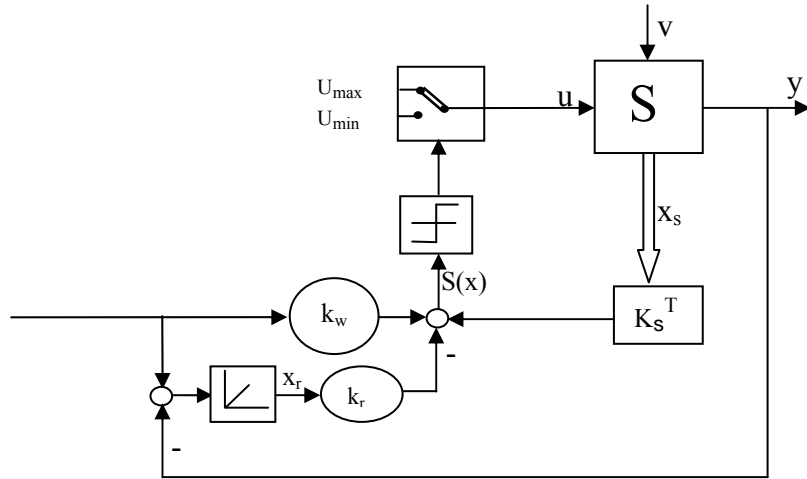 v
U_max
U_min
u
S
y
x_s
S(x)
k_w
K_s^T
-
x_r
k_r
-